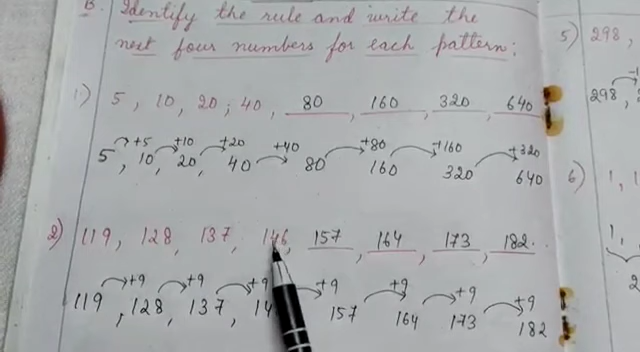 B. Identify the rule and write the
next four numbers for each pattern:
1) 5, 10, 20, 40, 80, 160, 320, 640
+5 +10 +20 +40 +80 +160 +320
5, 10, 20, 40 80 160 320 640
2) 119, 128, 137, 146, 157, 164, 173, 182.
+9 +9 +9 +9 +9 +9 +9
119, 128, 137, 14 157 164 173 182
5) 298,
298,
6) 1, 1
1,
2